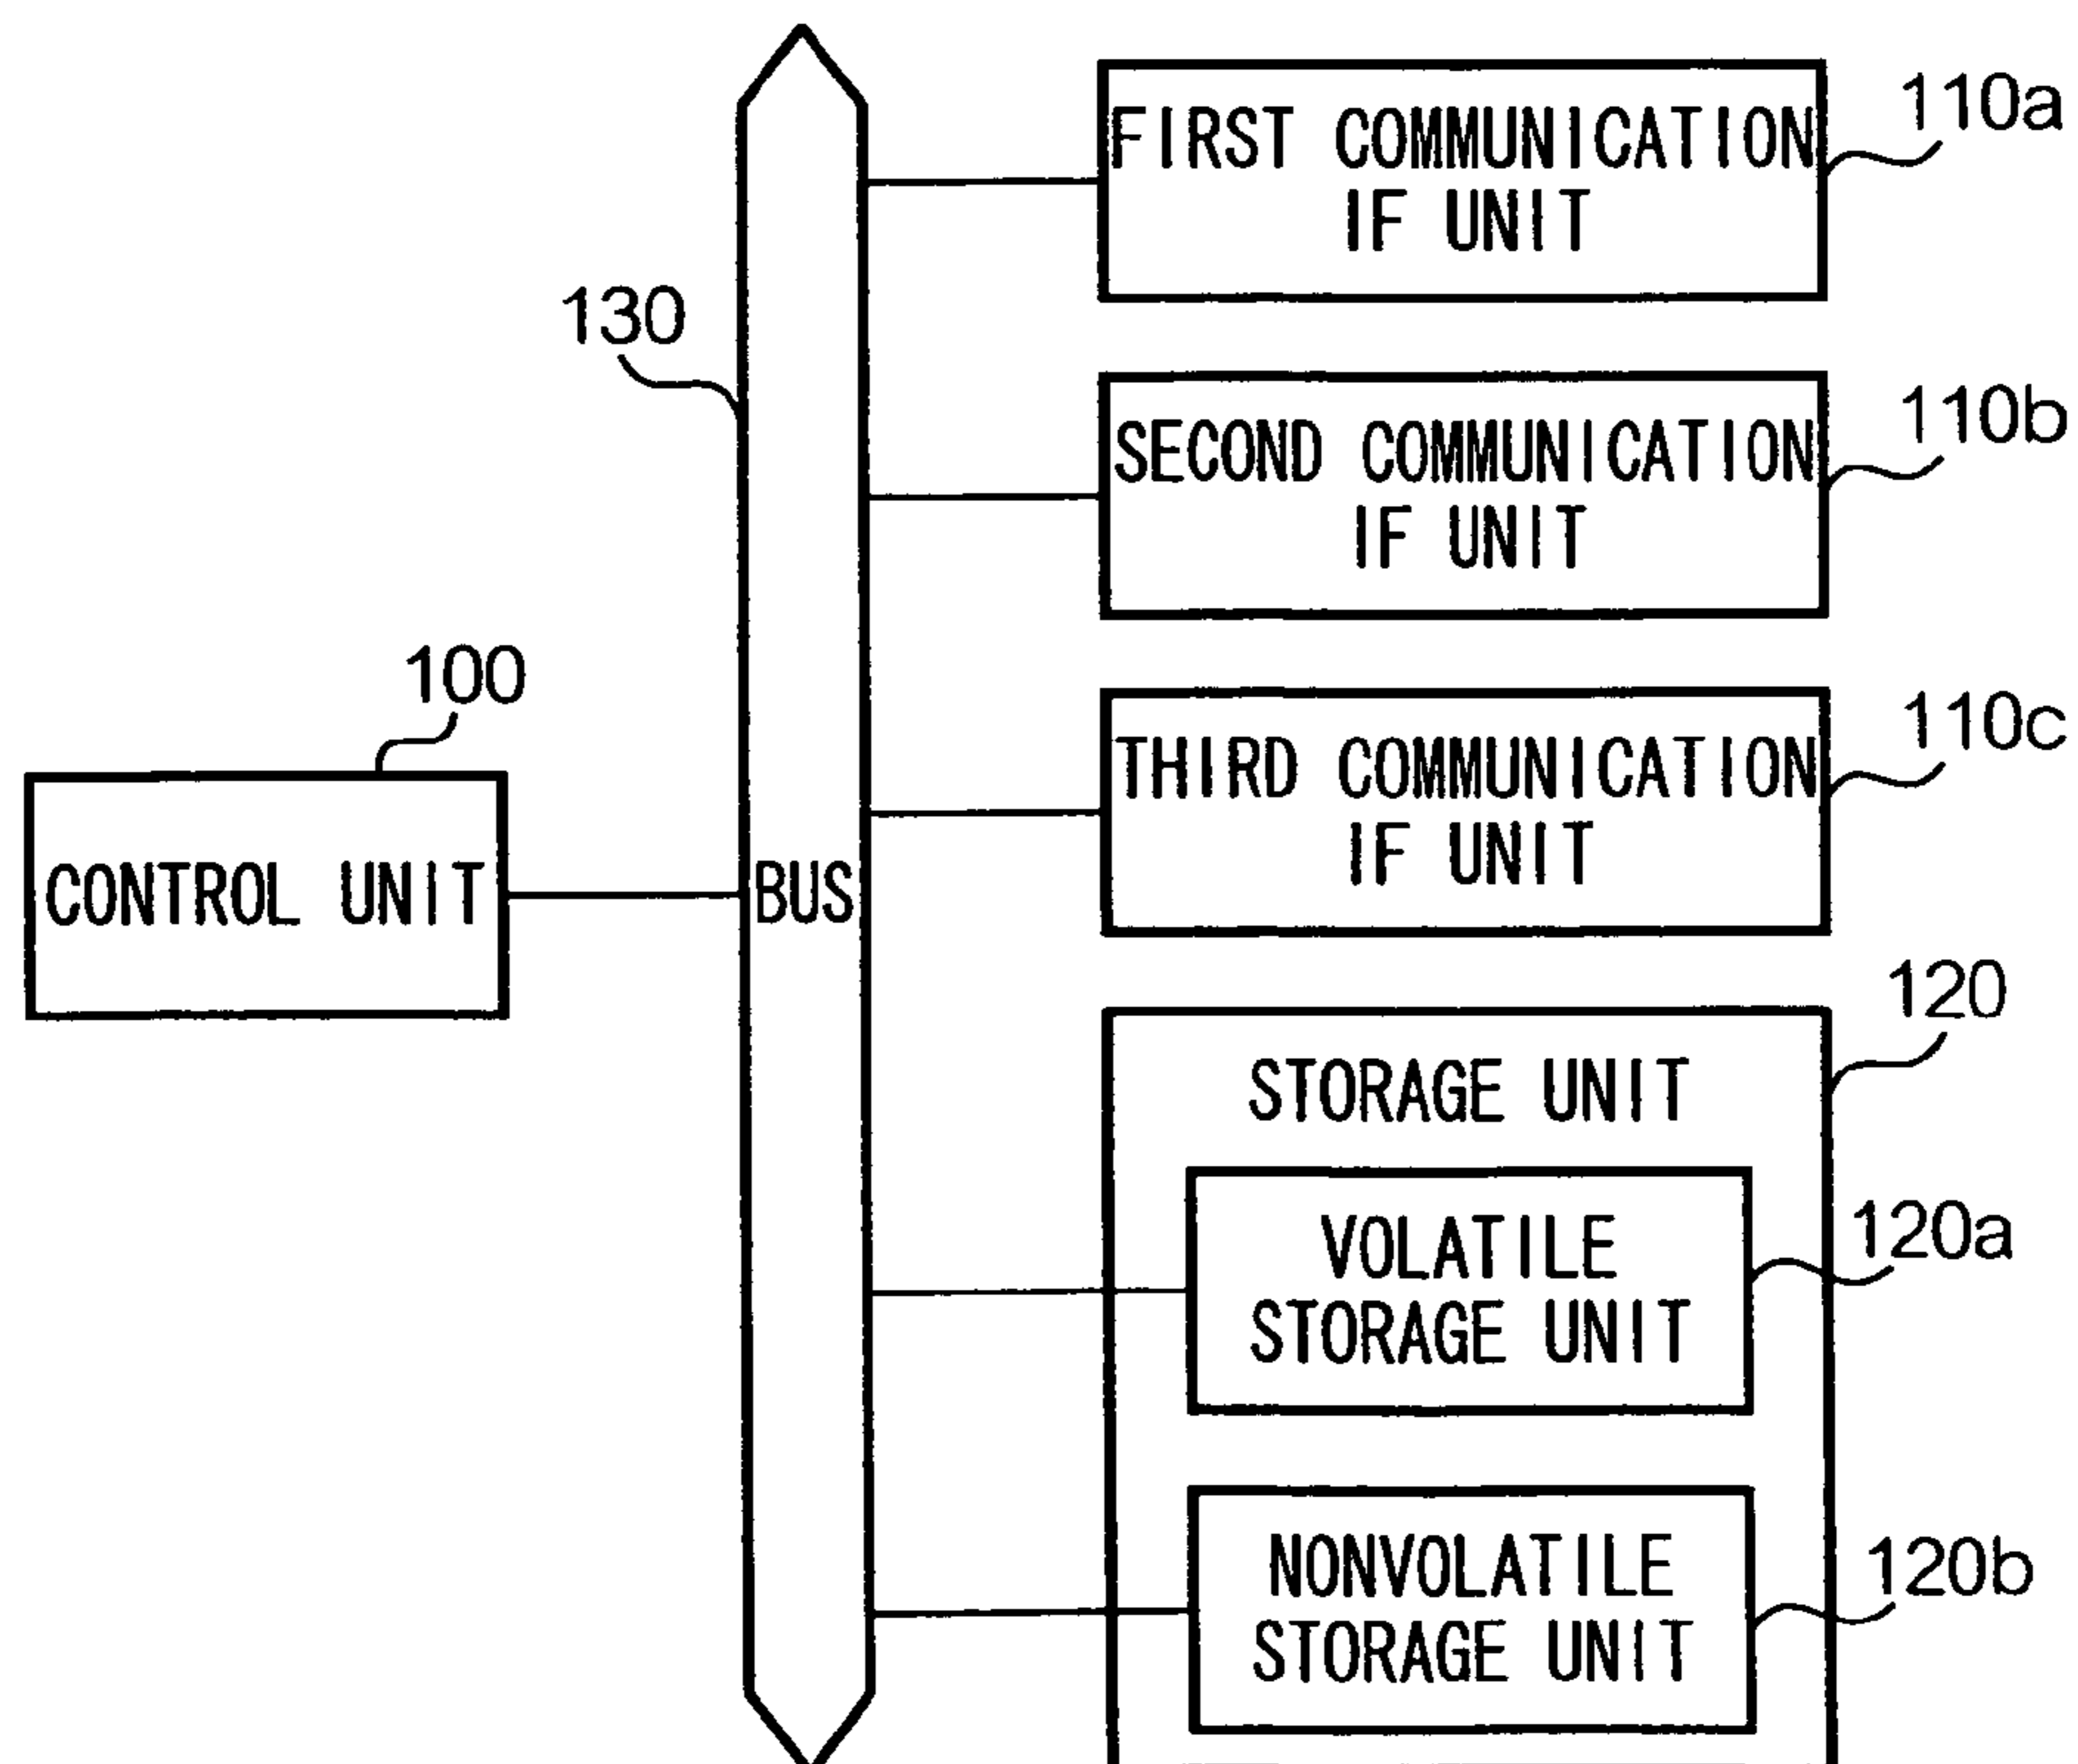 110a
FIRST COMMUNICATION
IF UNIT
130
110b
SECOND COMMUNICATION
IF UNIT
100
110c
THIRD COMMUNICATION
IF UNIT
CONTROL UNIT
BUS
120
STORAGE UNIT
120a
VOLATILE
STORAGE UNIT
120b
NONVOLATILE
STORAGE UNIT